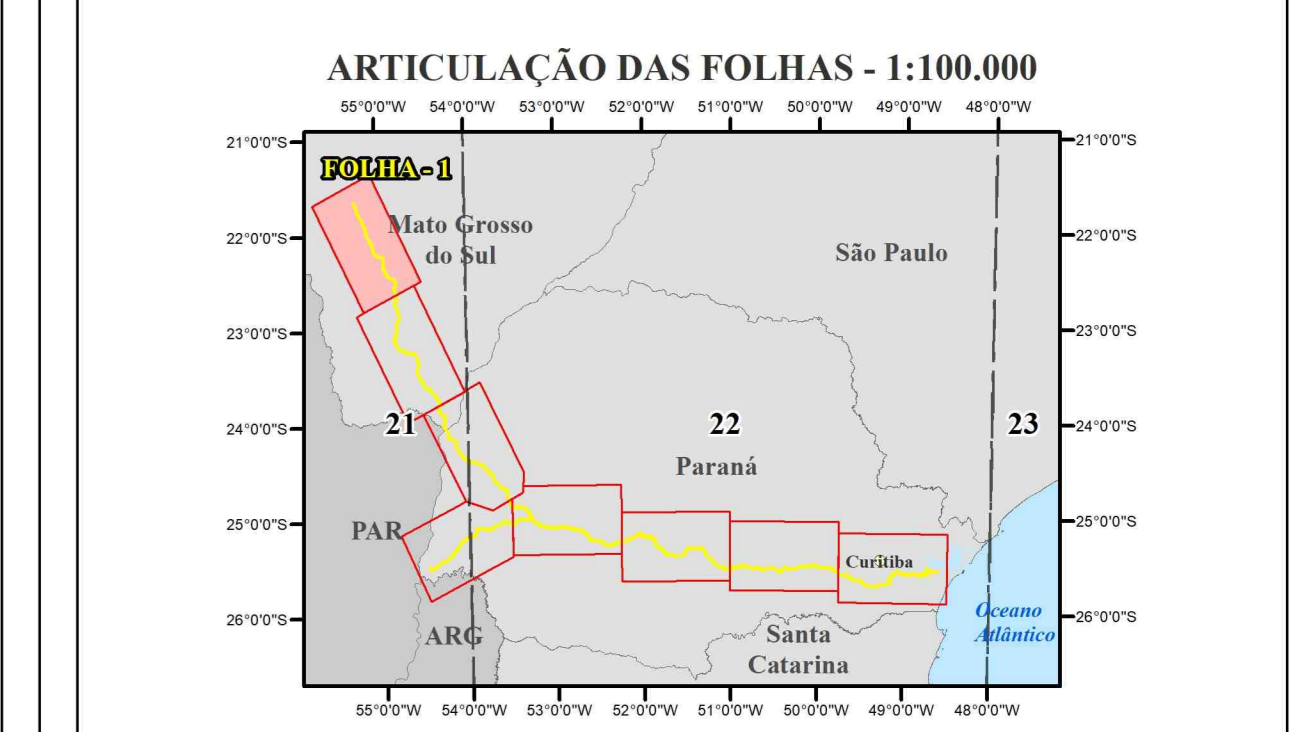 ARTICULAÇÃO DAS FOLHAS - 1:100.000
55°0'0"W 54°0'0"W 53°0'0"W 52°0'0"W 51°0'0"W 50°0'0"W 49°0'0"W 48°0'0"W
21°0'0"S 21°0'0"S
FOLHA - 1
Mato Grosso
do Sul
22°0'0"S 22°0'0"S
São Paulo
23°0'0"S 23°0'0"S
21 22 23
24°0'0"S 24°0'0"S
Paraná
25°0'0"S 25°0'0"S
PAR
Curitiba
26°0'0"S 26°0'0"S
Oceano
Atlântico
ARG
Santa
Catarina
55°0'0"W 54°0'0"W 53°0'0"W 52°0'0"W 51°0'0"W 50°0'0"W 49°0'0"W 48°0'0"W